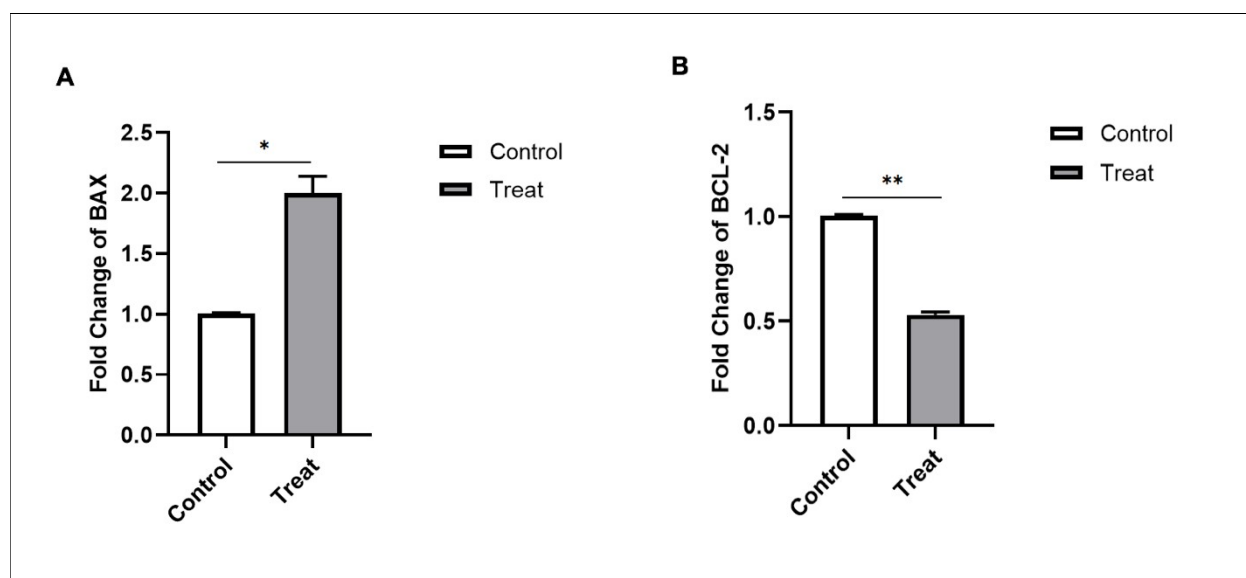 A
Fold Change of BAX
2.5
2.0
1.5
1.0
0.5
0.0
*
Control
Treat
Control
Treat
B
Fold Change of BCL-2
1.5
1.0
0.5
0.0
**
Control
Treat
Control
Treat